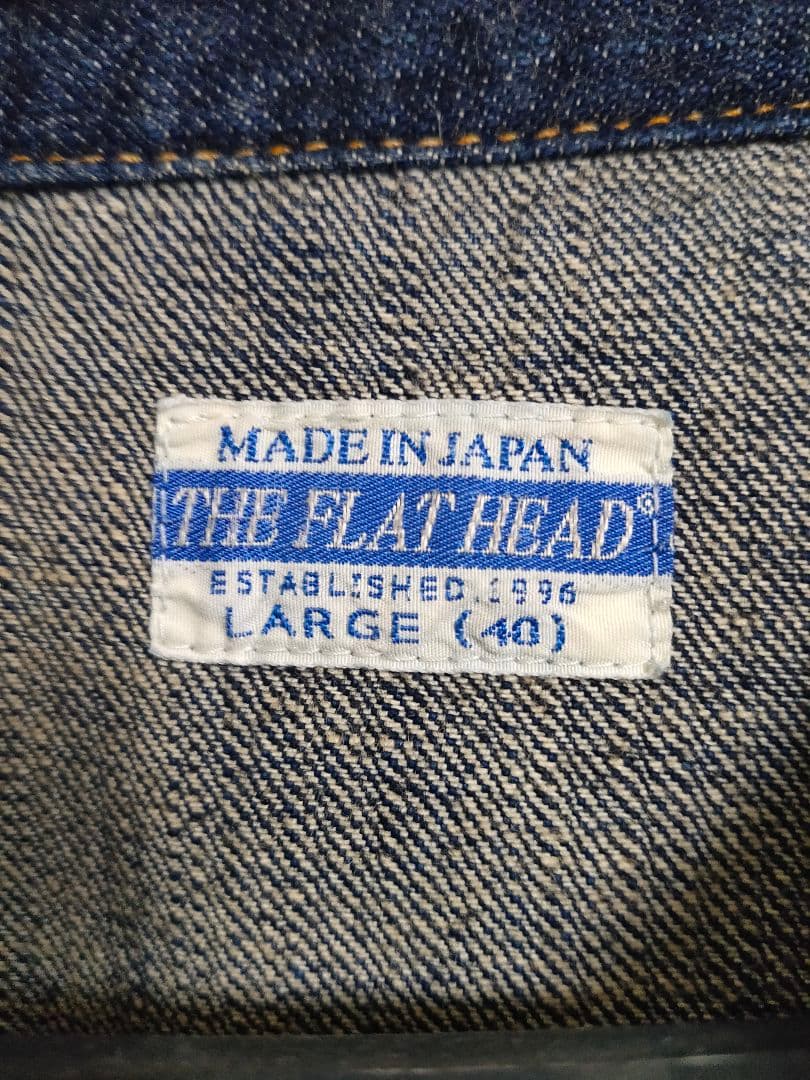 MADE IN JAPAN
THE FLAT HEAD®
ESTABLISHED.1996
LARGE (40)